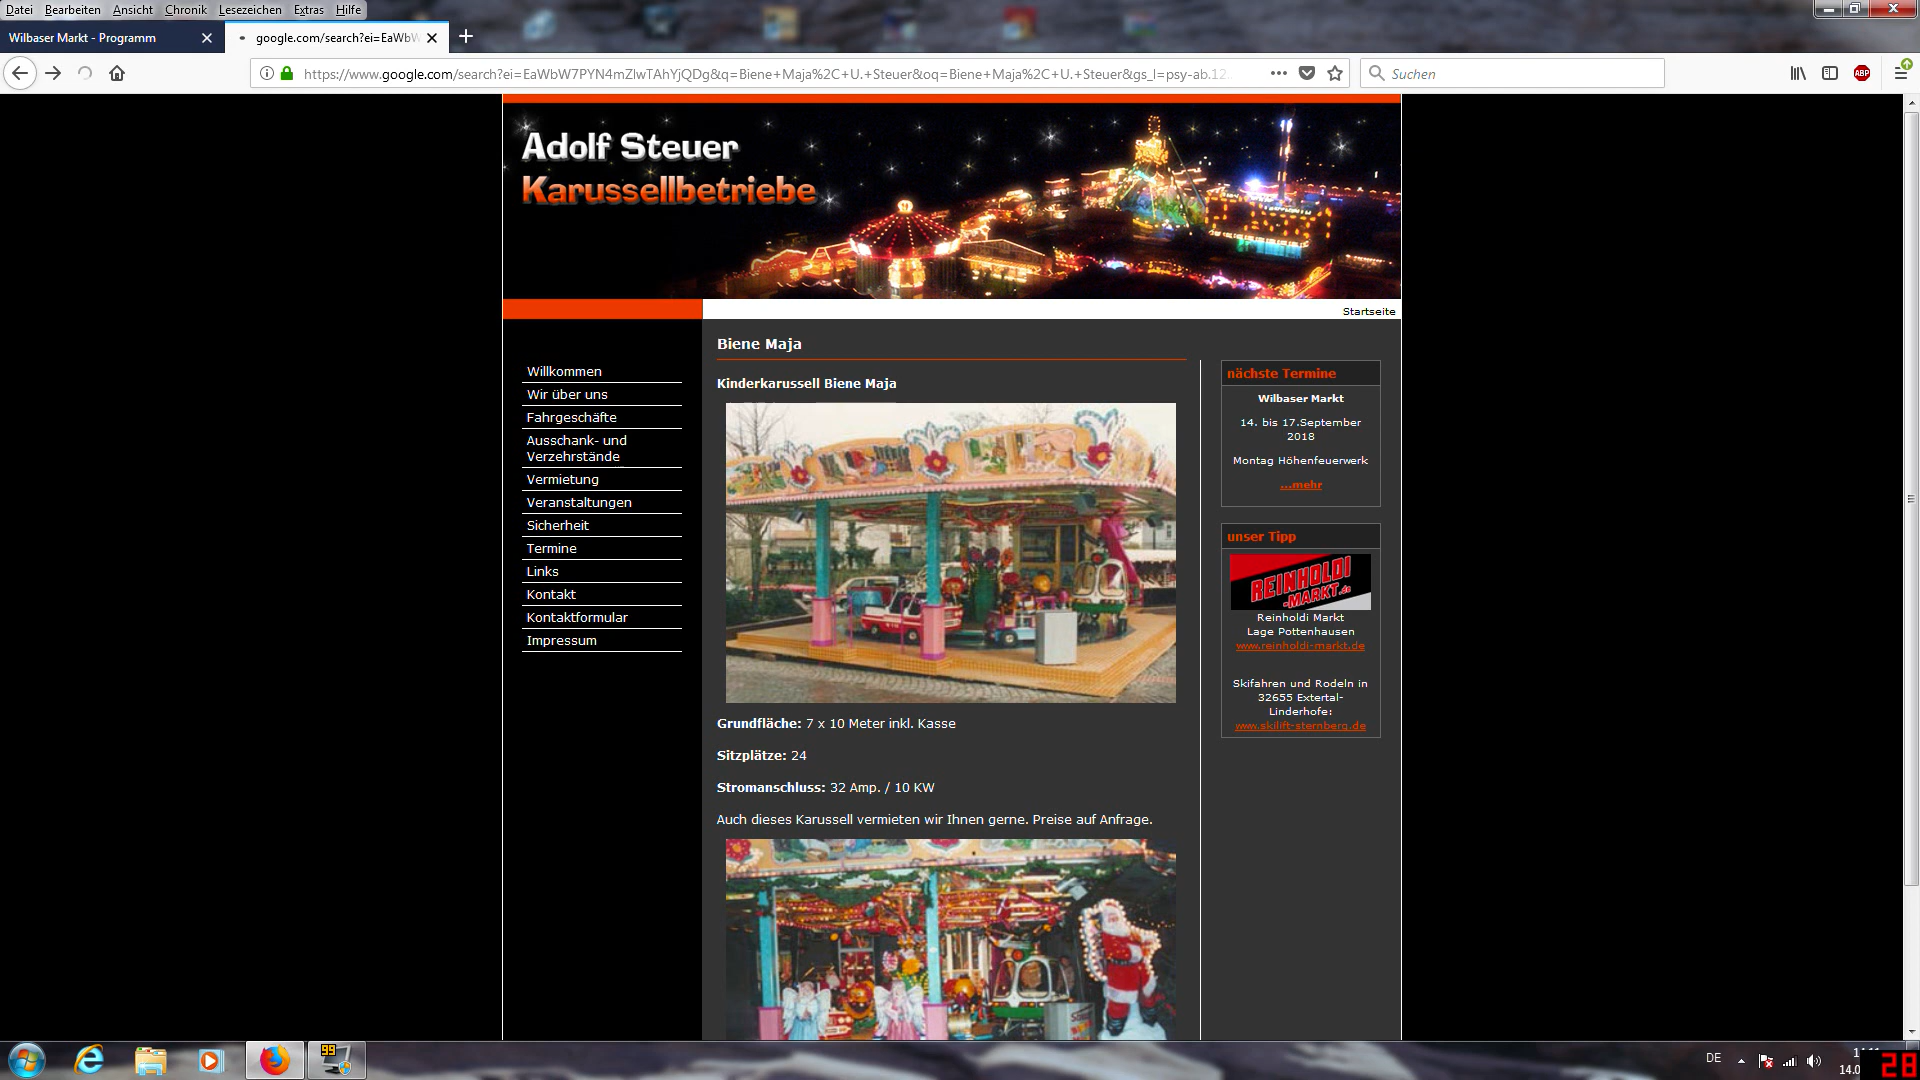 Datei Bearbeiten Ansicht Chronik Lesezeichen Extras Hilfe
Wilbaser Markt - Programm
google.com/search?ei=EaWbW
https://www.google.com/search?ei=EaWbW7PYN4mZlwTAhYjQDg&q=Biene+Maja%2C+U.+Steuer&oq=Biene+Maja%2C+U.+Steuer&gs_l=psy-ab.12..
Suchen
ABP
Adolf Steuer
Karussellbetriebe
Startseite
Willkommen
Wir über uns
Fahrgeschäfte
Ausschank- und
Verzehrstände
Vermietung
Veranstaltungen
Sicherheit
Termine
Links
Kontakt
Kontaktformular
Impressum
Biene Maja
Kinderkarussell Biene Maja
Grundfläche: 7 x 10 Meter inkl. Kasse
Sitzplätze: 24
Stromanschluss: 32 Amp. / 10 KW
Auch dieses Karussell vermieten wir Ihnen gerne. Preise auf Anfrage.
nächste Termine
Wilbaser Markt
14. bis 17.September
2018
Montag Höhenfeuerwerk
...mehr
unser Tipp
REINHOLDI
-MARKT.de
Reinholdi Markt
Lage Pottenhausen
www.reinholdi-markt.de
Skifahren und Rodeln in
32655 Extertal-
Linderhofe:
www.skilift-sternberg.de
99
DE
14.0
28